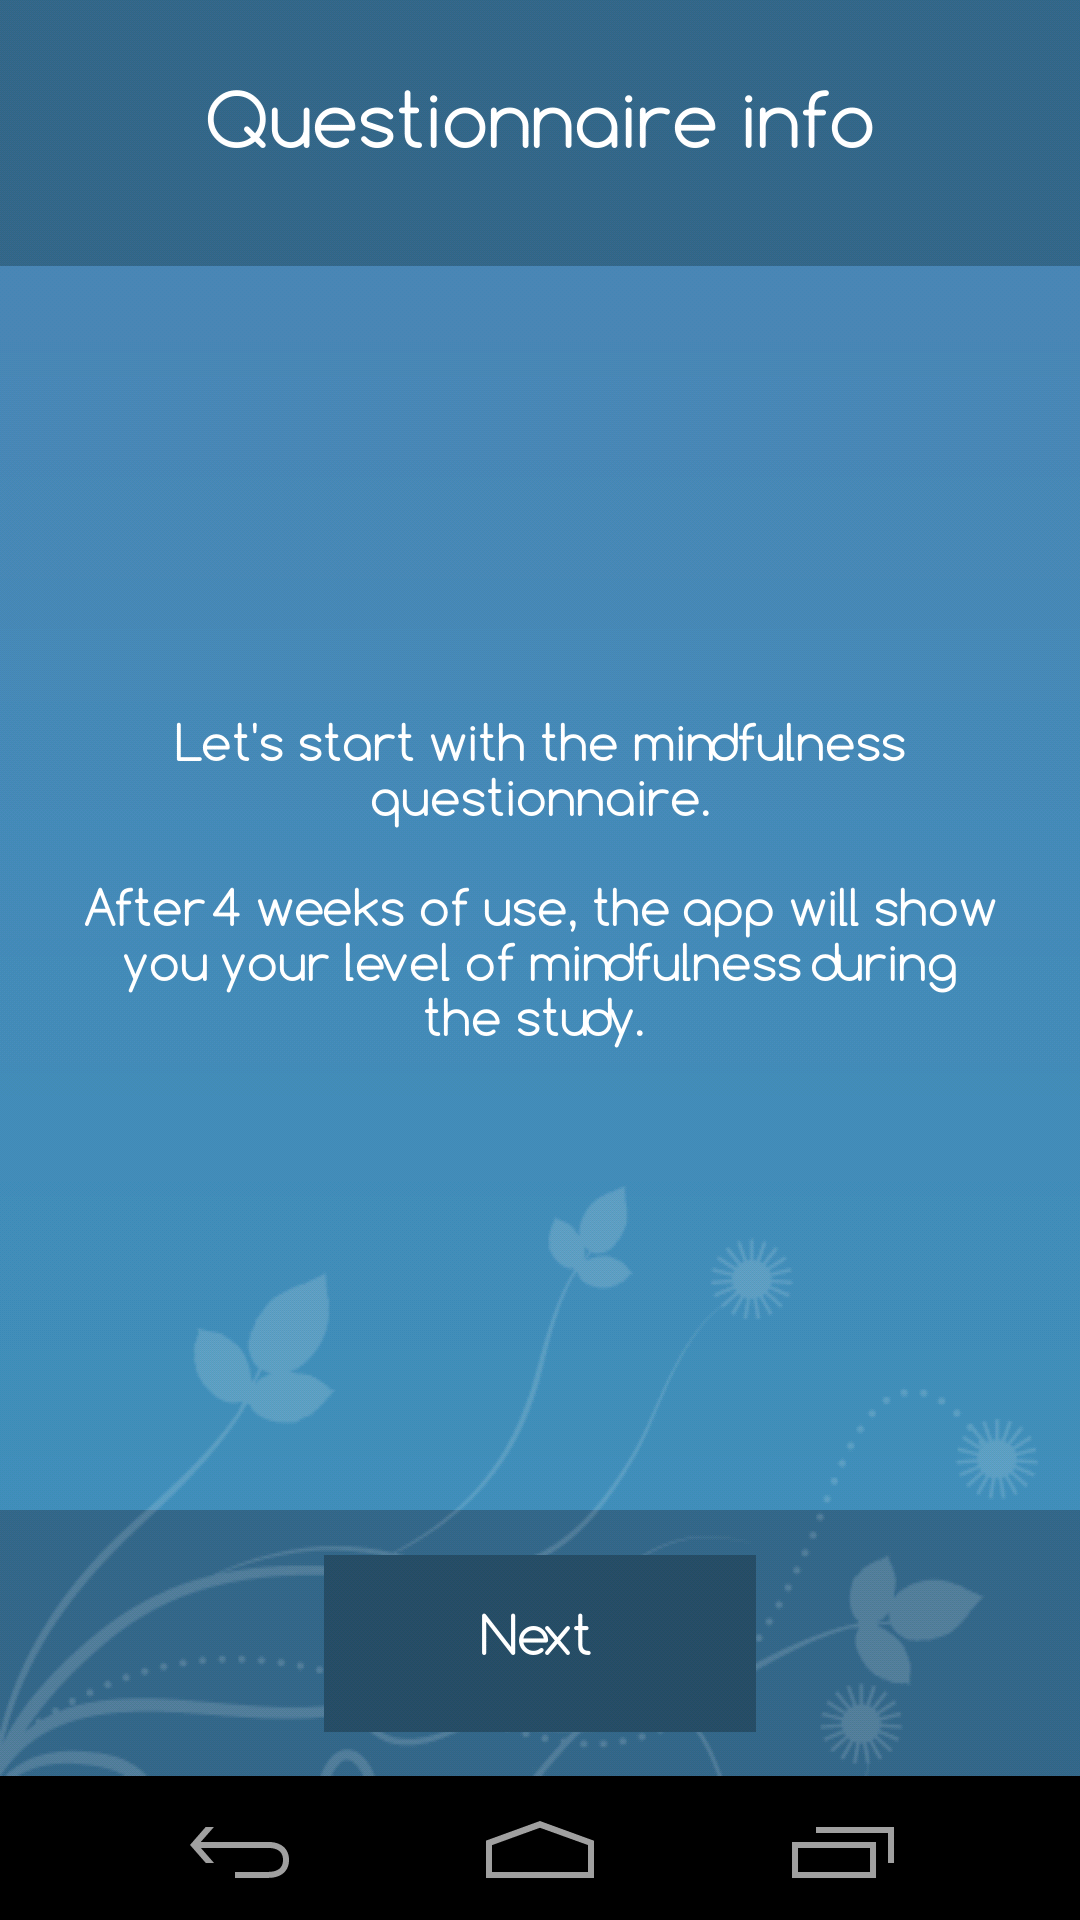 Questionnaire info
Let's start with the mindfulness
questionnaire.
After 4 weeks of use, the app will show
you your level of mindfulness during
the study.
Next